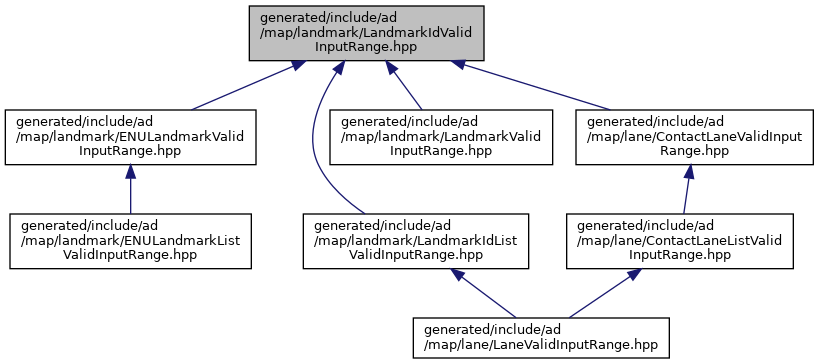 generated/include/ad
/map/landmark/LandmarkIdValid
InputRange.hpp
generated/include/ad
/map/landmark/ENULandmarkValid
InputRange.hpp
generated/include/ad
/map/landmark/LandmarkValid
InputRange.hpp
generated/include/ad
/map/lane/ContactLaneValidInput
Range.hpp
generated/include/ad
/map/landmark/ENULandmarkList
ValidInputRange.hpp
generated/include/ad
/map/landmark/LandmarkIdList
ValidInputRange.hpp
generated/include/ad
/map/lane/ContactLaneListValid
InputRange.hpp
generated/include/ad
/map/lane/LaneValidInputRange.hpp